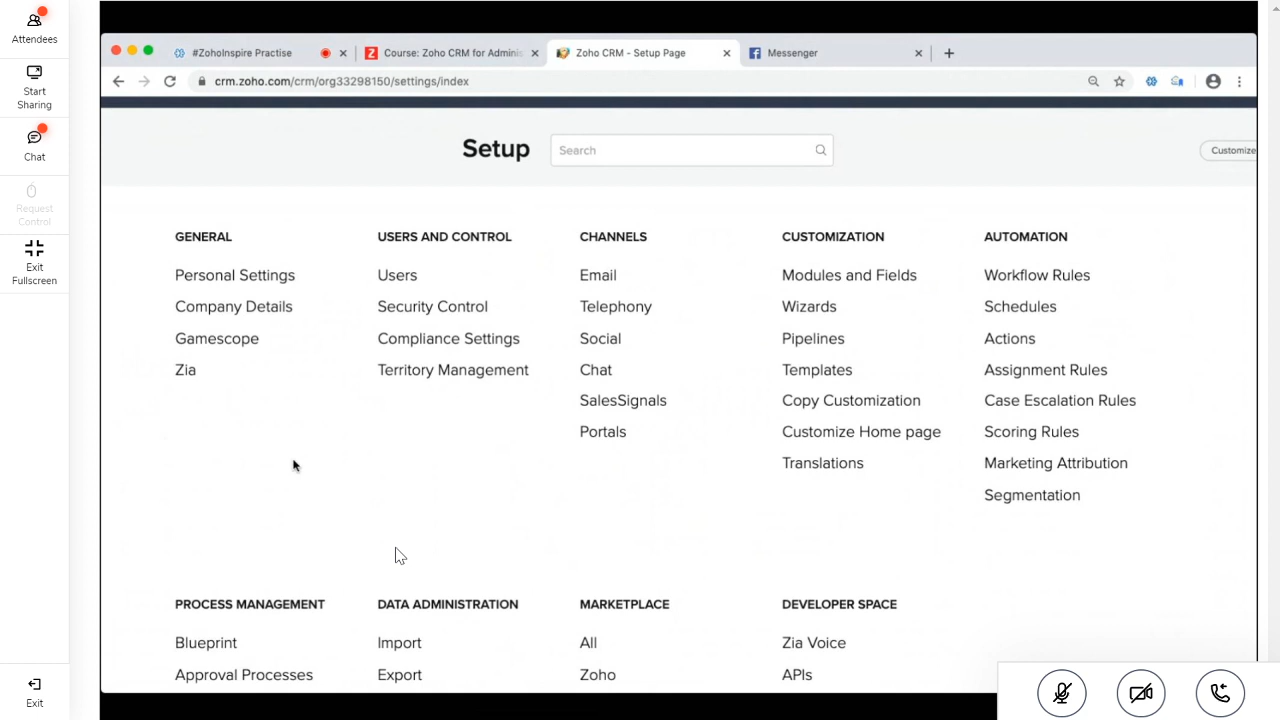 Attendees
Start
Sharing
Chat
Request
Control
Exit
Fullscreen
Exit
#ZohoInspire Practise
Course: Zoho CRM for Adminis
Zoho CRM - Setup Page
Messenger
crm.zoho.com/crm/org33298150/settings/index
Setup
Search
Customize
GENERAL
Personal Settings
Company Details
Gamescope
Zia
USERS AND CONTROL
Users
Security Control
Compliance Settings
Territory Management
CHANNELS
Email
Telephony
Social
Chat
SalesSignals
Portals
CUSTOMIZATION
Modules and Fields
Wizards
Pipelines
Templates
Copy Customization
Customize Home page
Translations
AUTOMATION
Workflow Rules
Schedules
Actions
Assignment Rules
Case Escalation Rules
Scoring Rules
Marketing Attribution
Segmentation
PROCESS MANAGEMENT
Blueprint
Approval Processes
DATA ADMINISTRATION
Import
Export
MARKETPLACE
All
Zoho
DEVELOPER SPACE
Zia Voice
APIs